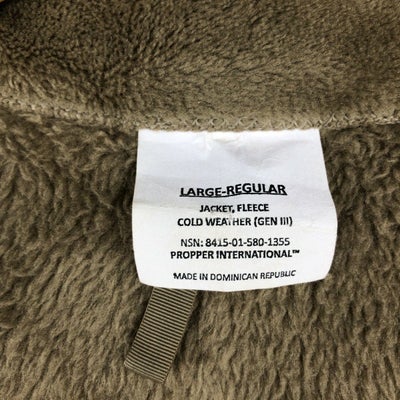 LARGE-REGULAR
JACKET, FLEECE
COLD WEATHER (GEN III)
NSN: 8415-01-580-1355
PROPPER INTERNATIONAL™
MADE IN DOMINICAN REPUBLIC